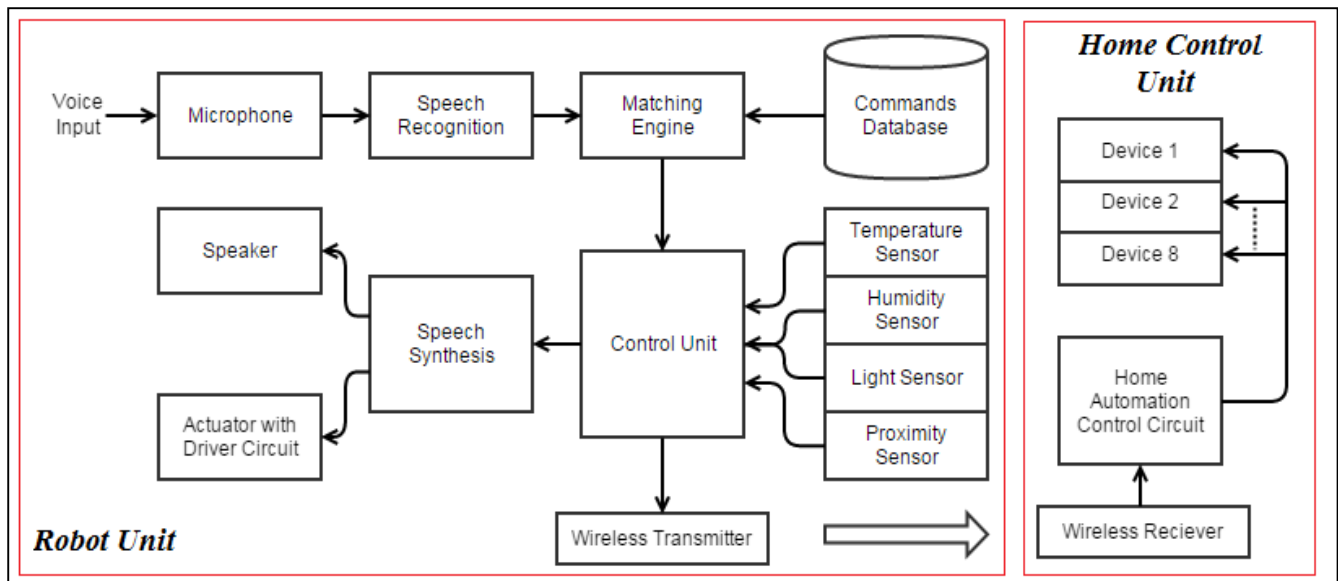 Voice
Input
Microphone
Speech
Recognition
Matching
Engine
Commands
Database
Speaker
Speech
Synthesis
Actuator with
Driver Circuit
Control Unit
Temperature
Sensor
Humidity
Sensor
Light Sensor
Proximity
Sensor
Wireless Transmitter
Robot Unit
Home Control
Unit
Device 1
Device 2
Device 8
Home
Automation
Control Circuit
Wireless Reciever